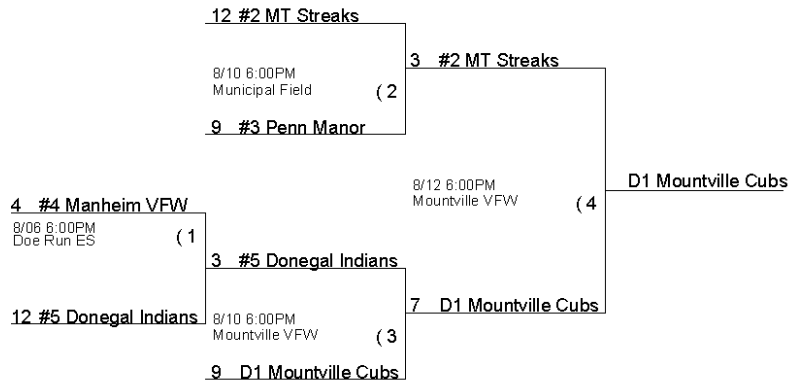 12 #2 MT Streaks
8/10 6:00PM
Municipal Field
(2
3 #2 MT Streaks
9 #3 Penn Manor
8/12 6:00PM
Mountville VFW
(4
D1 Mountville Cubs
4 #4 Manheim VFW
8/06 6:00PM
Doe Run ES
(1
3 #5 Donegal Indians
12 #5 Donegal Indians
8/10 6:00PM
Mountville VFW
(3
7 D1 Mountville Cubs
9 D1 Mountville Cubs